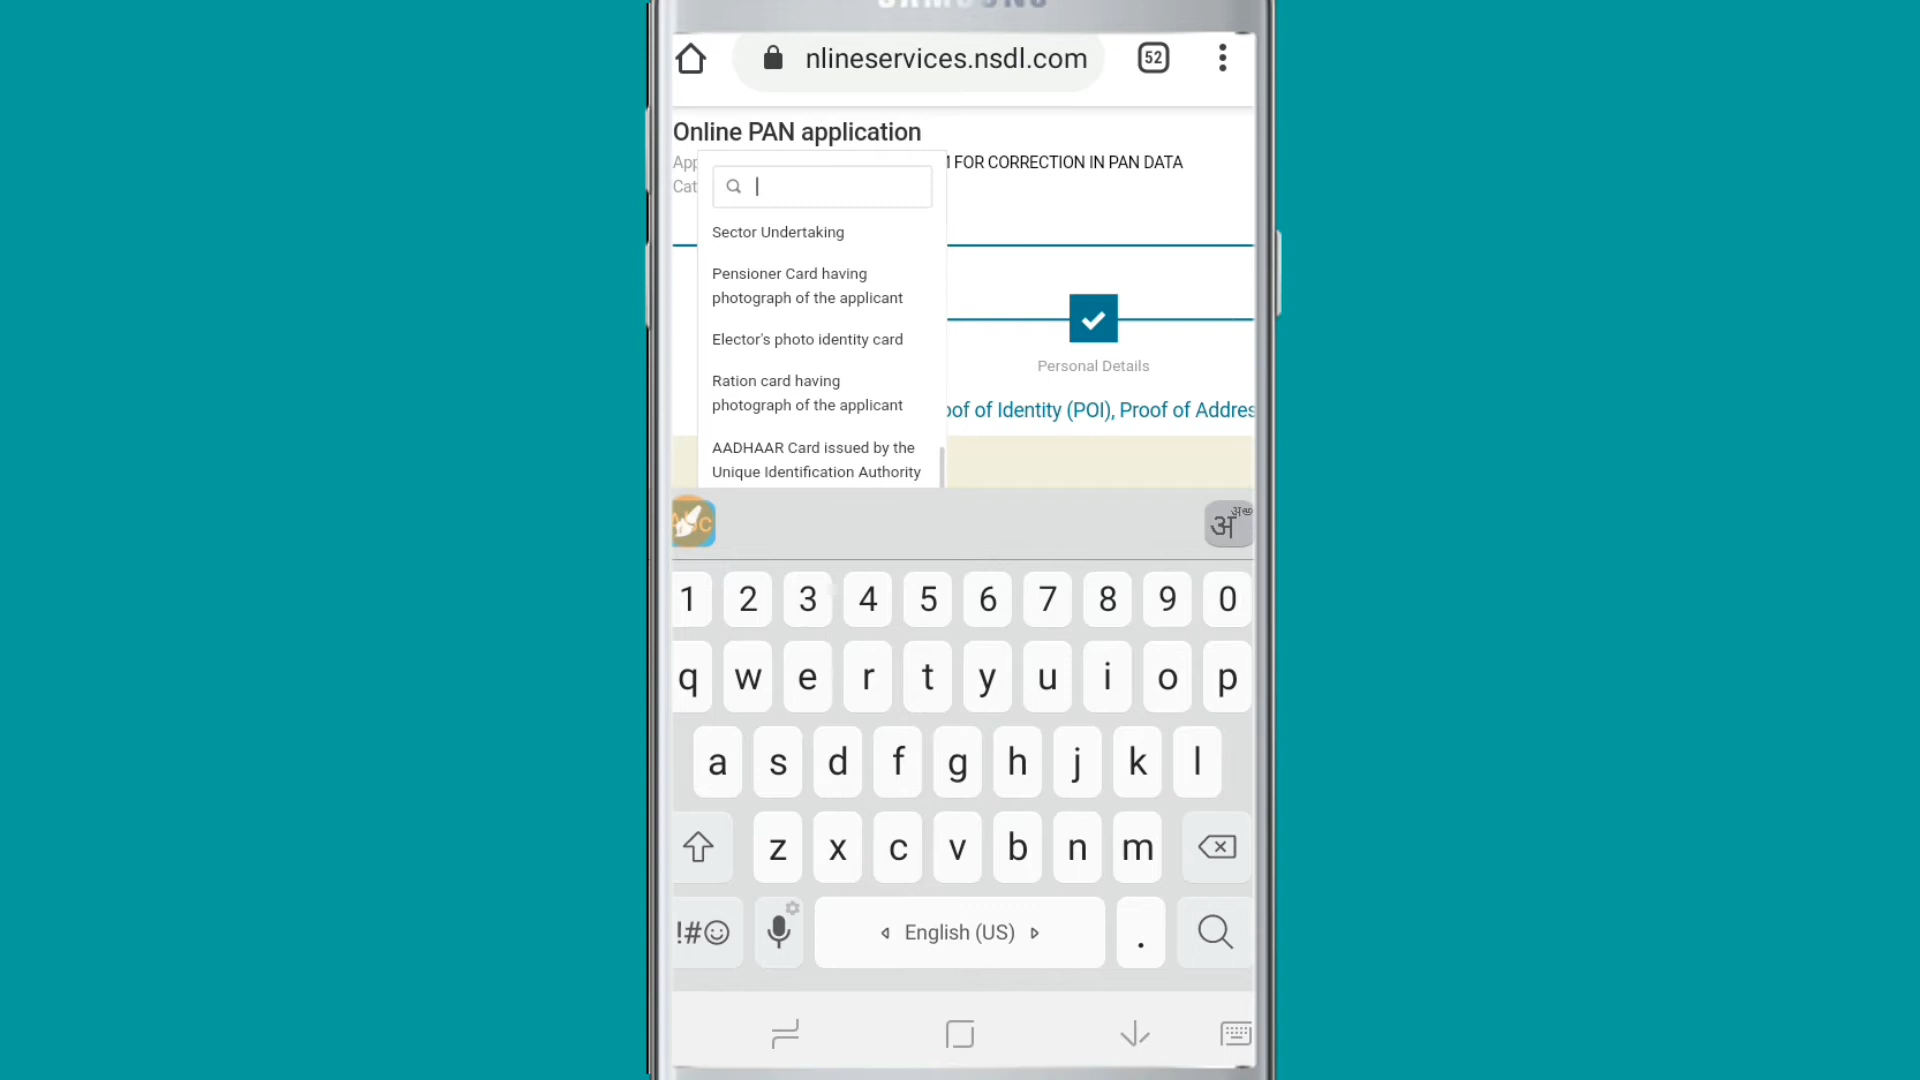 SAMSUNG
nlineservices.nsdl.com
52
Online PAN application
App
M FOR CORRECTION IN PAN DATA
Cat
Sector Undertaking
Pensioner Card having
photograph of the applicant
Elector's photo identity card
Personal Details
Ration card having
photograph of the applicant
oof of Identity (POI), Proof of Addres
AADHAAR Card issued by the
Unique Identification Authority
अ
1 2 3 4 5 6 7 8 9 0
q w e r t y u i o p
a s d f g h j k l
z x c v b n m
!#☺ English (US) .